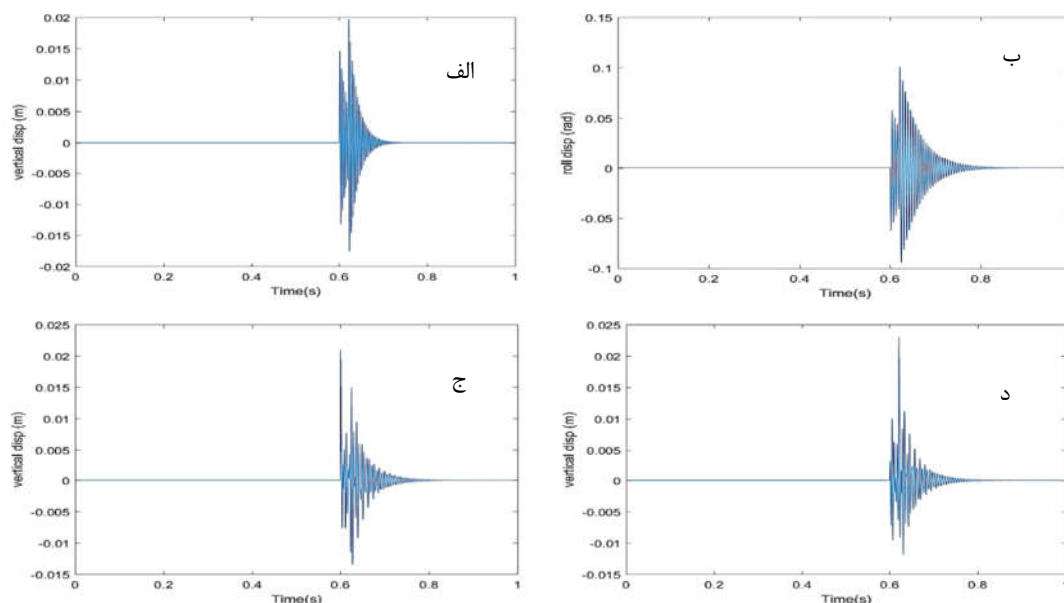 الف
0.02
0.015
0.01
0.005
0
-0.005
-0.01
-0.015
-0.02
vertical disp (m)
0 0.2 0.4 0.6 0.8 1
Time(s)
ب
0.15
0.1
0.05
0
-0.05
-0.1
roll disp (rad)
0 0.2 0.4 0.6 0.8
Time(s)
ج
0.025
0.02
0.015
0.01
0.005
0
-0.005
-0.01
-0.015
vertical disp (m)
0 0.2 0.4 0.6 0.8 1
Time(s)
د
0.025
0.02
0.015
0.01
0.005
0
-0.005
-0.01
-0.015
vertical disp (m)
0 0.2 0.4 0.6 0.8 1
Time(s)